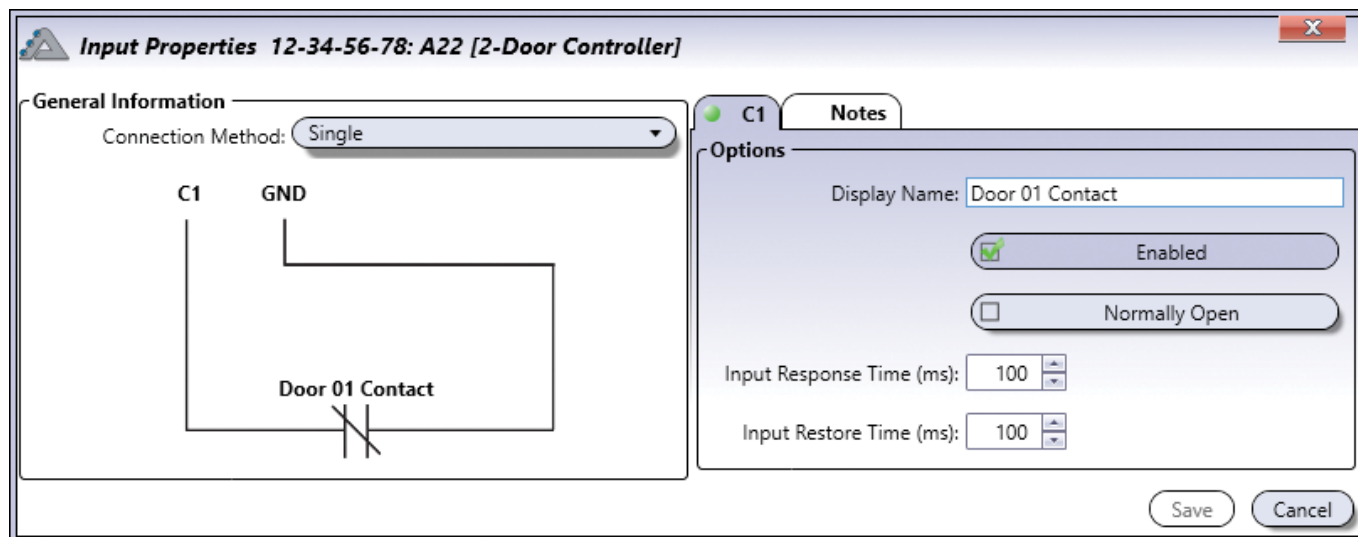 Input Properties 12-34-56-78: A22 [2-Door Controller]
X
General Information
Connection Method: Single
C1 GND
Door 01 Contact
C1 Notes
Options
Display Name: Door 01 Contact
Enabled
Normally Open
Input Response Time (ms): 100
Input Restore Time (ms): 100
Save Cancel